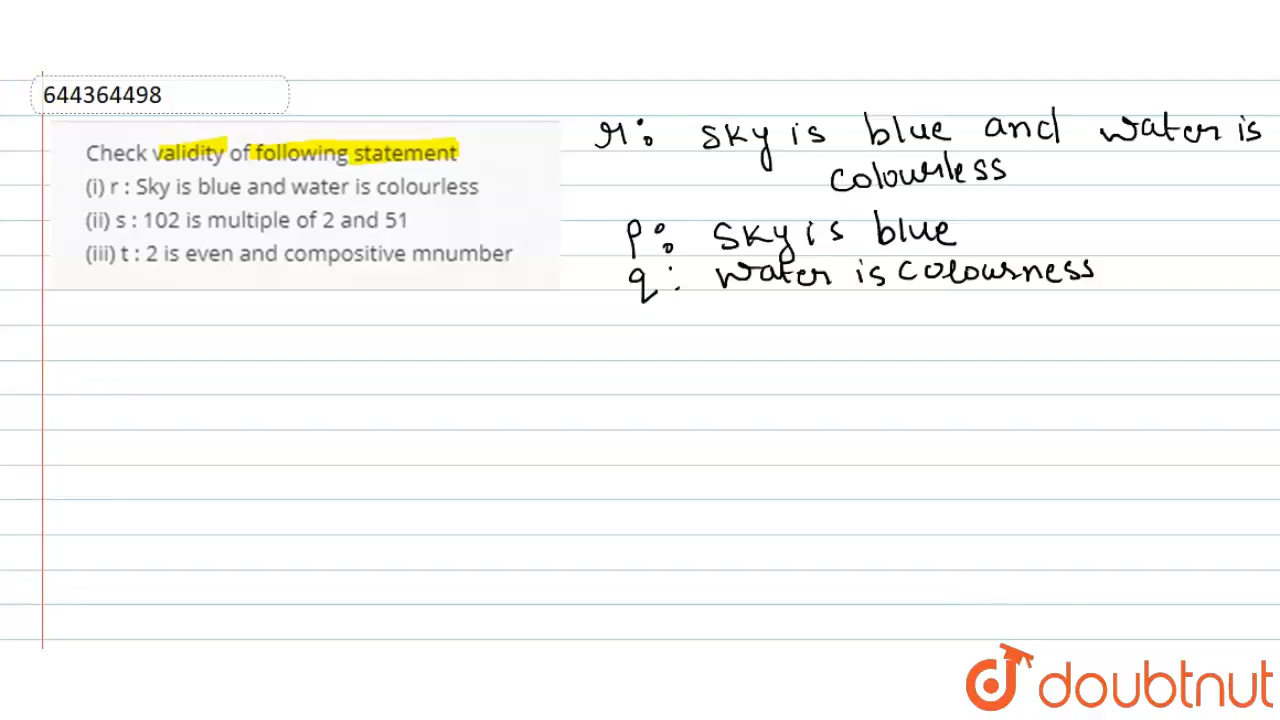 644364498
Check validity of following statement
(i) r : Sky is blue and water is colourless
(ii) s : 102 is multiple of 2 and 51
(iii) t : 2 is even and compositive mnumber
r: sky is blue and water is
colourless
p: sky is blue
q: water is colourness
doubtnut